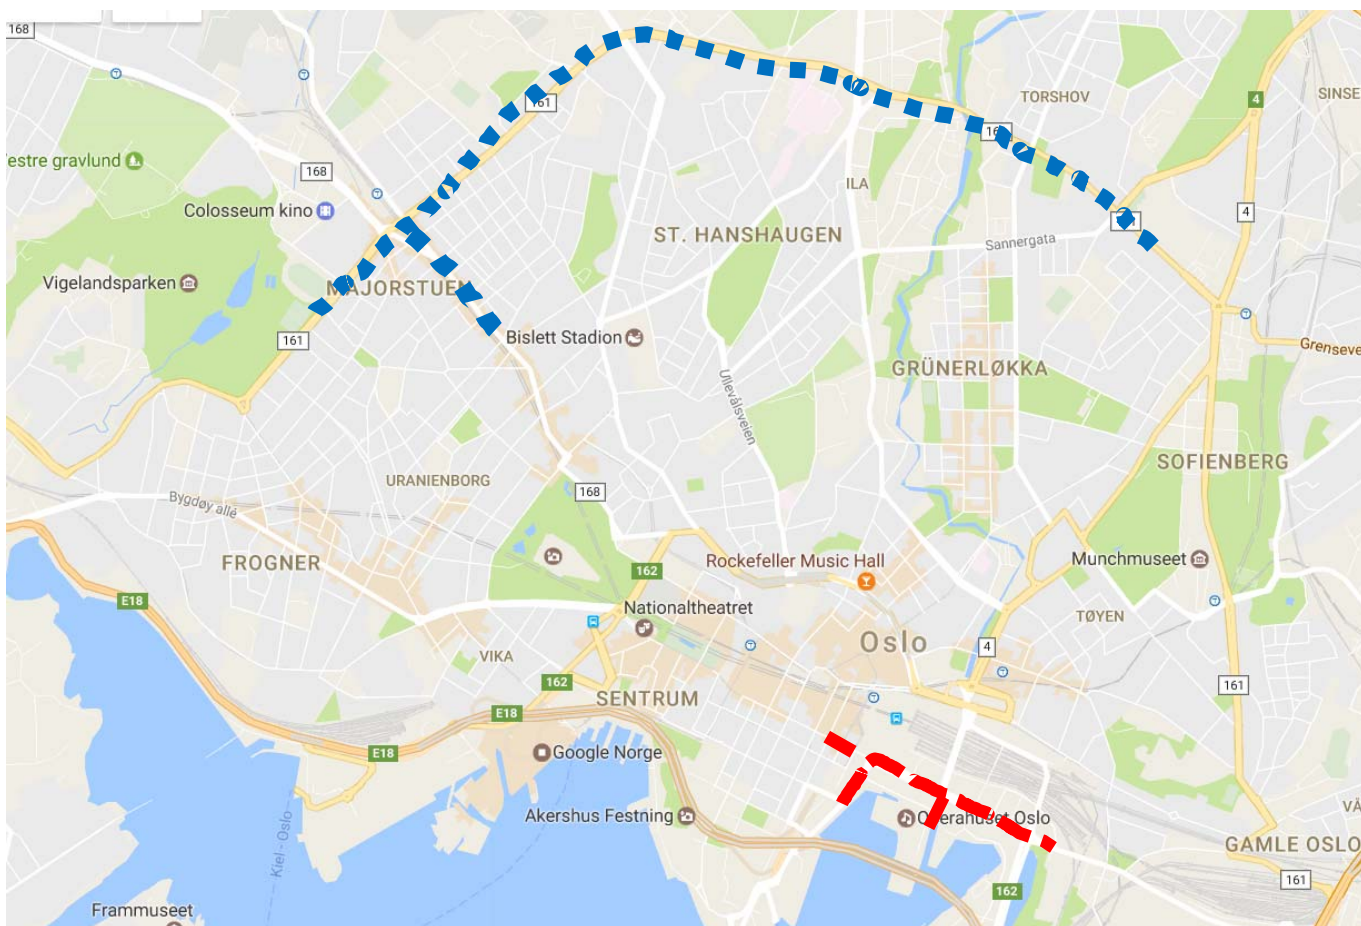 168
161
TORSHOV
4
SINSE
161
estre gravlund
168
ILA
Colosseum kino
4
ST. HANSHAUGEN
Sannergata
Vigelandsparken
MAJORSTUEN
161
Bislett Stadion
Grenseve
GRÜNERLØKKA
Ullevålsveien
SOFIENBERG
URANIENBORG
168
Bygdøy allé
FROGNER
Rockefeller Music Hall
Munchmuseet
162
E18
Nationaltheatret
TØYEN
Oslo
4
VIKA
162
SENTRUM
161
E18
E18
Google Norge
Akershus Festning
Operahuset Oslo
VÅ
Kiel - Oslo
GAMLE OSLO
161
162
Frammuseet